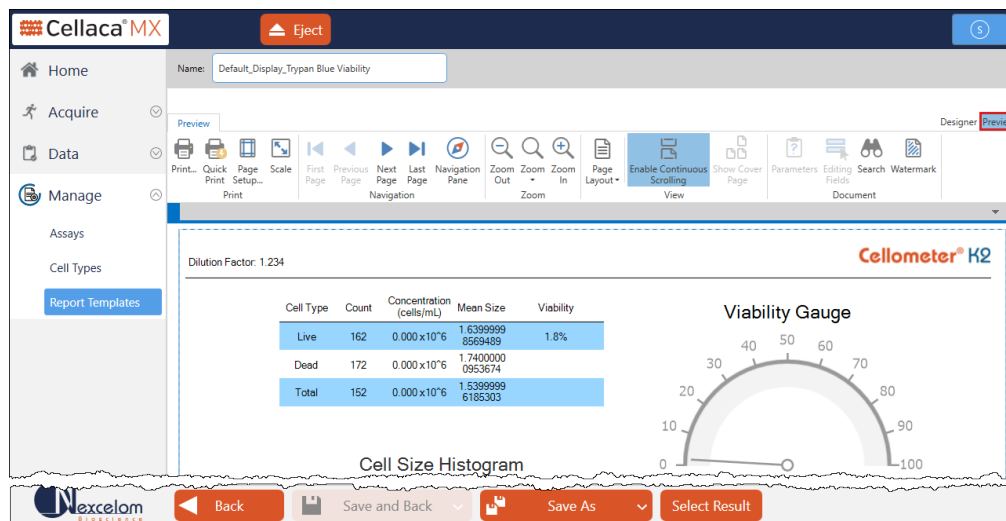 Cellaca® MX
Eject
S
Home
Name: Default_Display_Trypan Blue Viability
Acquire
Preview
Designer Previe
Data
Print... Quick Print Page Setup... Scale First Page Previous Page Next Page Last Page Navigation Pane Zoom Out Zoom Zoom In Page Layout Enable Continuous Scrolling Show Cover Page Parameters Editing Fields Search Watermark
Print Navigation Zoom View Document
Manage
Assays
Cell Types
Report Templates
Dilution Factor: 1.234
Cellometer® K2
Cell Type Count Concentration (cells/mL) Mean Size Viability
Live 162 0.000 x10^6 1.6399999 8569489 1.8%
Dead 172 0.000 x10^6 1.7400000 0953674
Total 152 0.000 x10^6 1.5399999 6185303
Viability Gauge
0 10 20 30 40 50 60 70 80 90 100
Cell Size Histogram
Nexcelom
Bioscience
Back
Save and Back
Save As
Select Result